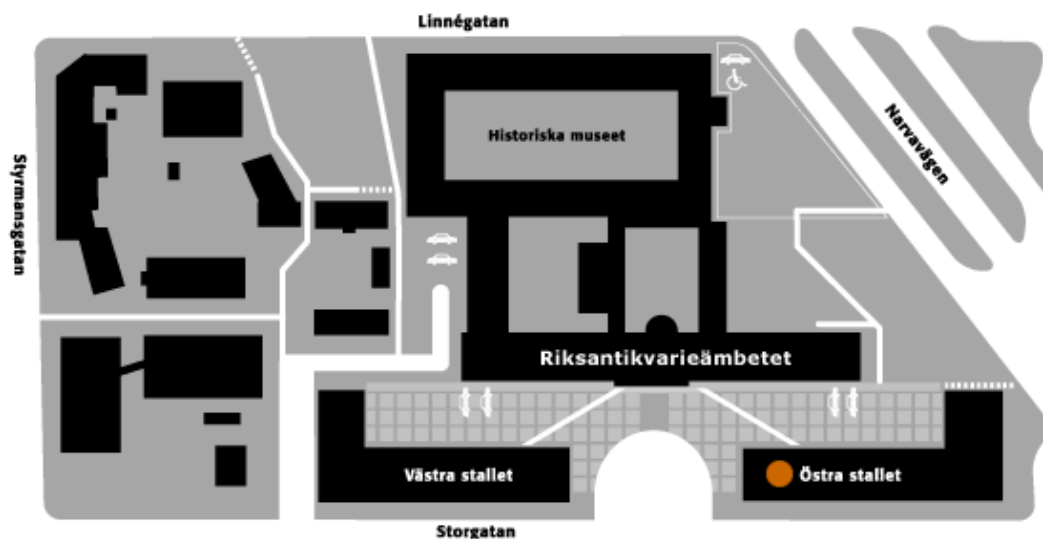 Linnégatan
Historiska museet
Narvavägen
Styrmansgatan
Riksantikvarieämbetet
Västra stallet
Östra stallet
Storgatan